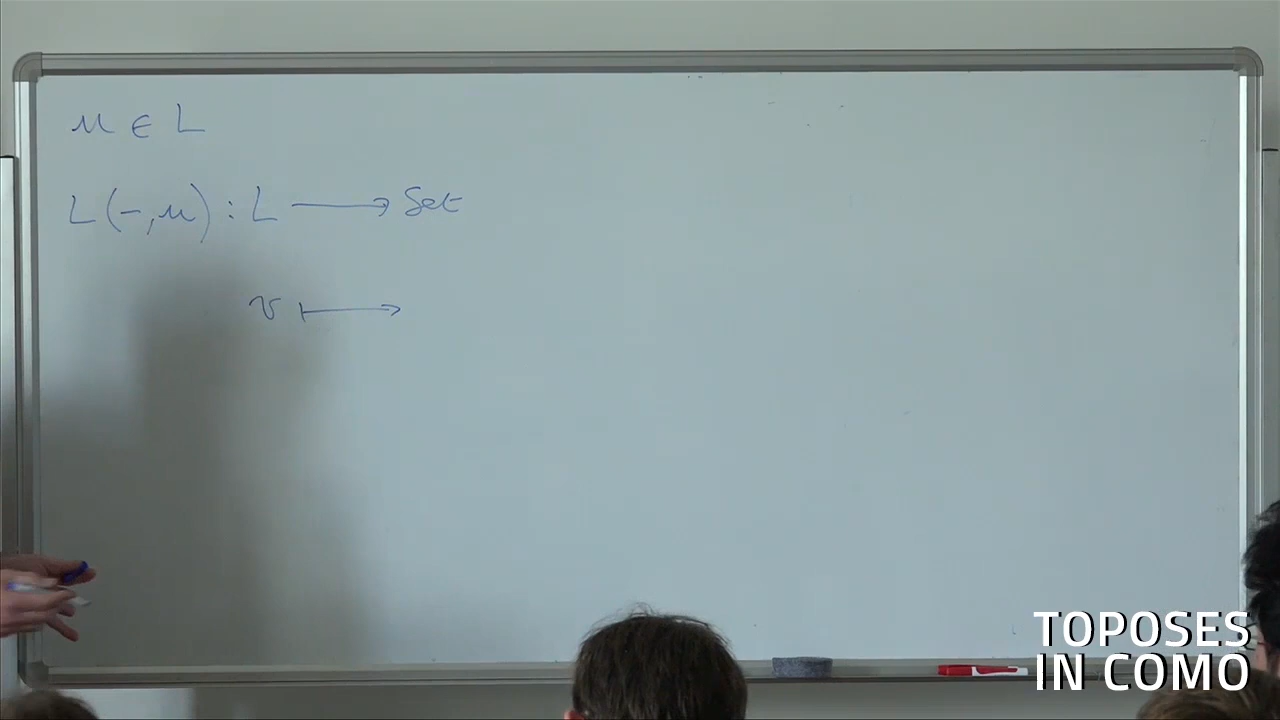 u ∈ L
L(-,u) : L ⟶ Set
v ⟼
TOPOSES
IN COMO